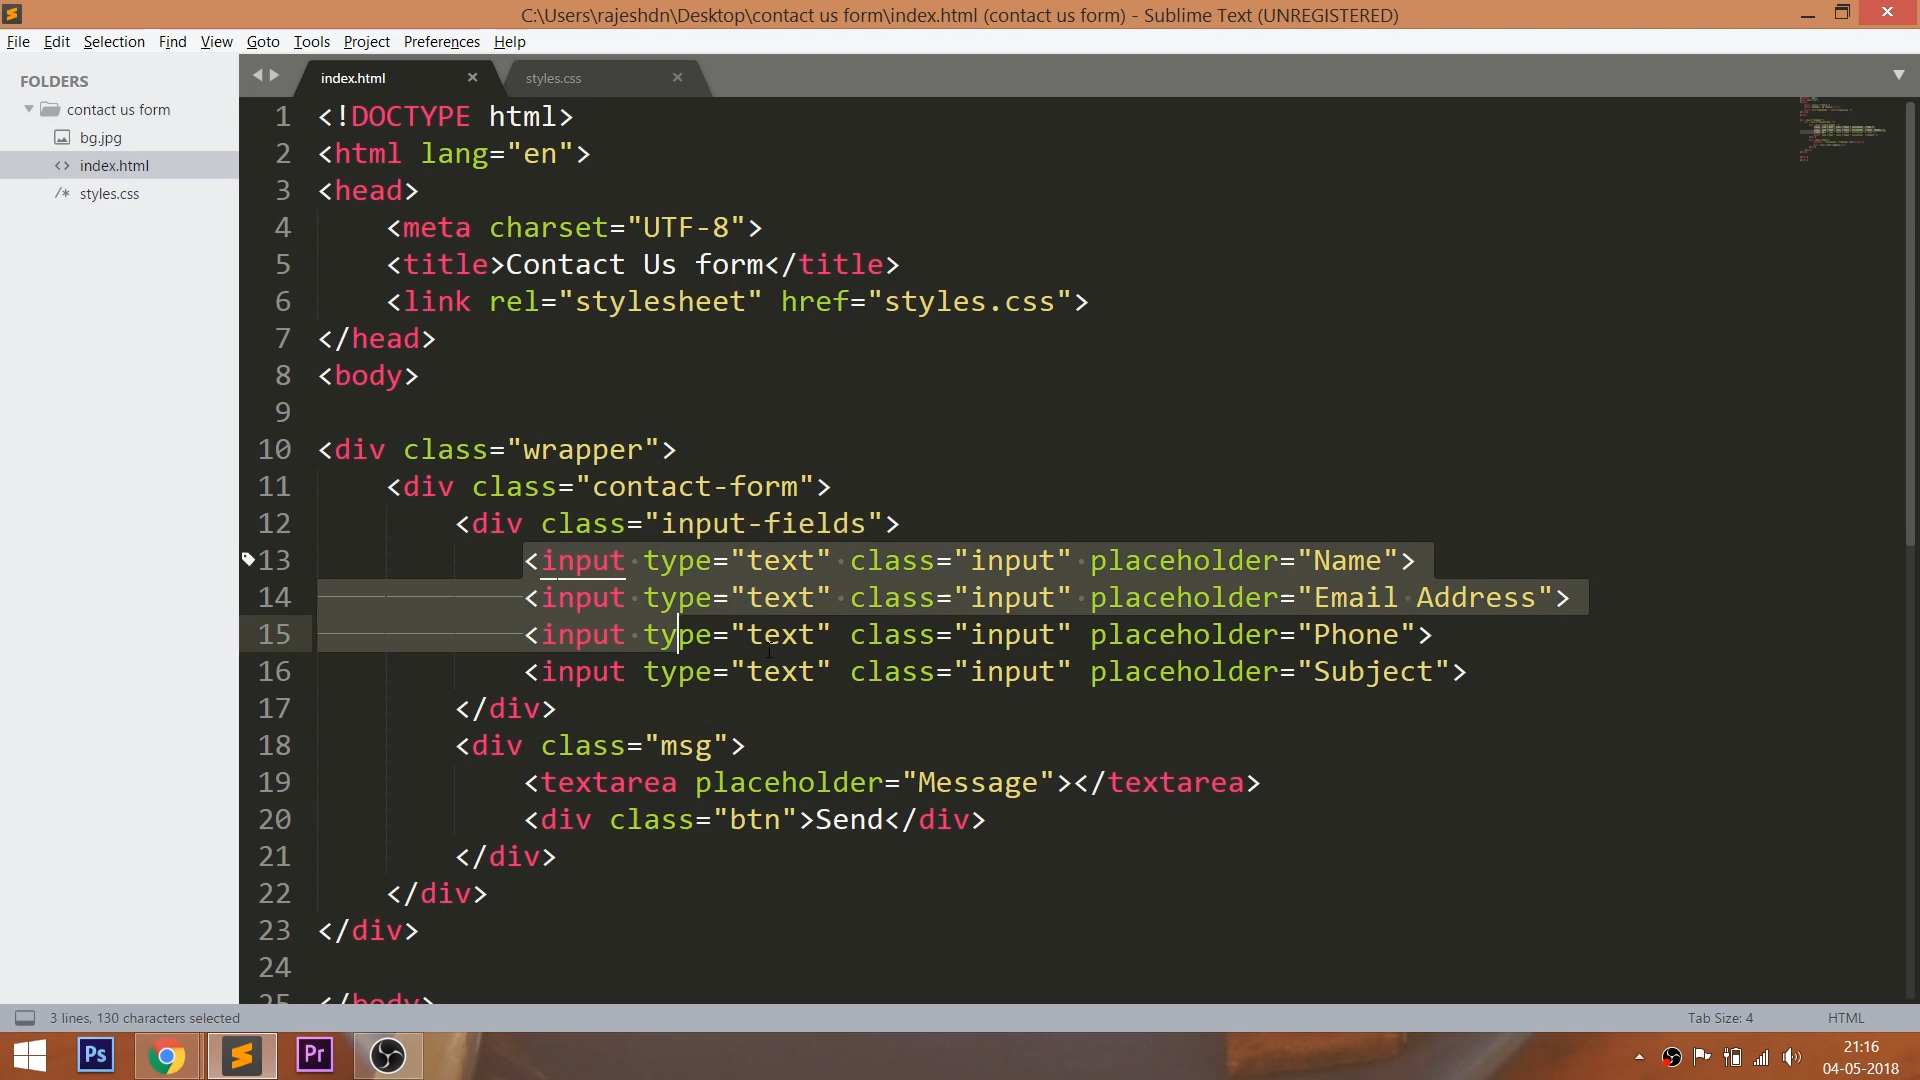 C:\Users\rajeshdn\Desktop\contact us form\index.html (contact us form) - Sublime Text (UNREGISTERED)
File Edit Selection Find View Goto Tools Project Preferences Help
FOLDERS
contact us form
bg.jpg
<> index.html
/* styles.css
index.html × styles.css ×
1 <!DOCTYPE html>
2 <html lang="en">
3 <head>
4 <meta charset="UTF-8">
5 <title>Contact Us form</title>
6 <link rel="stylesheet" href="styles.css">
7 </head>
8 <body>
9
10 <div class="wrapper">
11 <div class="contact-form">
12 <div class="input-fields">
13 <input type="text" class="input" placeholder="Name">
14 <input type="text" class="input" placeholder="Email Address">
15 <input type="text" class="input" placeholder="Phone">
16 <input type="text" class="input" placeholder="Subject">
17 </div>
18 <div class="msg">
19 <textarea placeholder="Message"></textarea>
20 <div class="btn">Send</div>
21 </div>
22 </div>
23 </div>
24
25 </body>
3 lines, 130 characters selected
Tab Size: 4 HTML
Ps Pr
21:16
04-05-2018